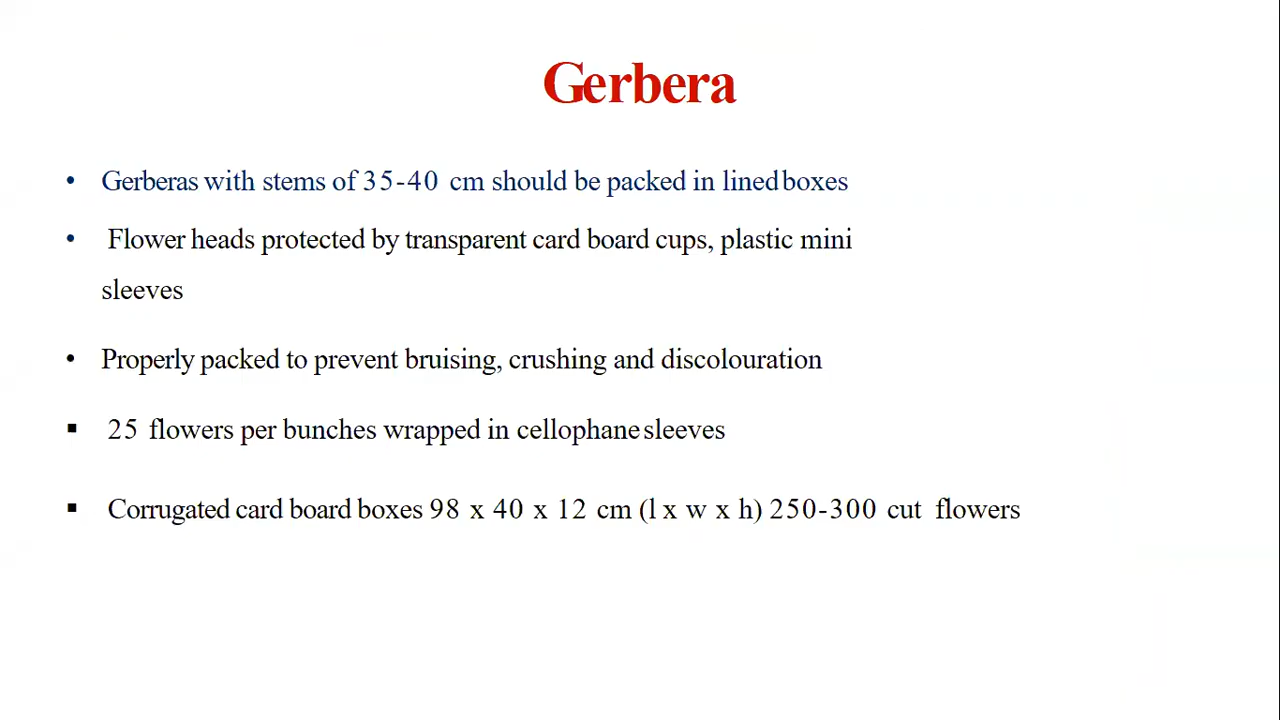 Gerbera
• Gerberas with stems of 35-40 cm should be packed in lined boxes
• Flower heads protected by transparent card board cups, plastic mini
sleeves
• Properly packed to prevent bruising, crushing and discolouration
▪ 25 flowers per bunches wrapped in cellophane sleeves
▪ Corrugated card board boxes 98 x 40 x 12 cm (l x w x h) 250-300 cut flowers